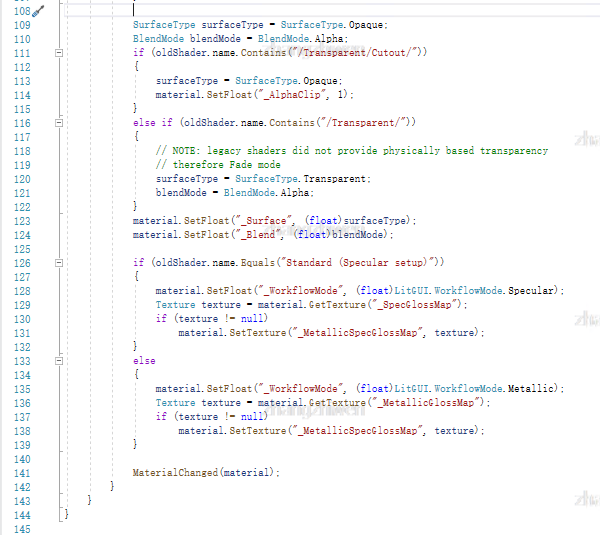 108
109 SurfaceType surfaceType = SurfaceType.Opaque;
110 BlendMode blendMode = BlendMode.Alpha;
111 if (oldShader.name.Contains("/Transparent/Cutout/"))
112 {
113 surfaceType = SurfaceType.Opaque;
114 material.SetFloat("_AlphaClip", 1);
115 }
116 else if (oldShader.name.Contains("/Transparent/"))
117 {
118 // NOTE: legacy shaders did not provide physically based transparency
119 // therefore Fade mode
120 surfaceType = SurfaceType.Transparent;
121 blendMode = BlendMode.Alpha;
122 }
123 material.SetFloat("_Surface", (float)surfaceType);
124 material.SetFloat("_Blend", (float)blendMode);
125
126 if (oldShader.name.Equals("Standard (Specular setup)"))
127 {
128 material.SetFloat("_WorkflowMode", (float)LitGUI.WorkflowMode.Specular);
129 Texture texture = material.GetTexture("_SpecGlossMap");
130 if (texture != null)
131 material.SetTexture("_MetallicSpecGlossMap", texture);
132 }
133 else
134 {
135 material.SetFloat("_WorkflowMode", (float)LitGUI.WorkflowMode.Metallic);
136 Texture texture = material.GetTexture("_MetallicGlossMap");
137 if (texture != null)
138 material.SetTexture("_MetallicSpecGlossMap", texture);
139 }
140
141 MaterialChanged(material);
142 }
143 }
144 }
145